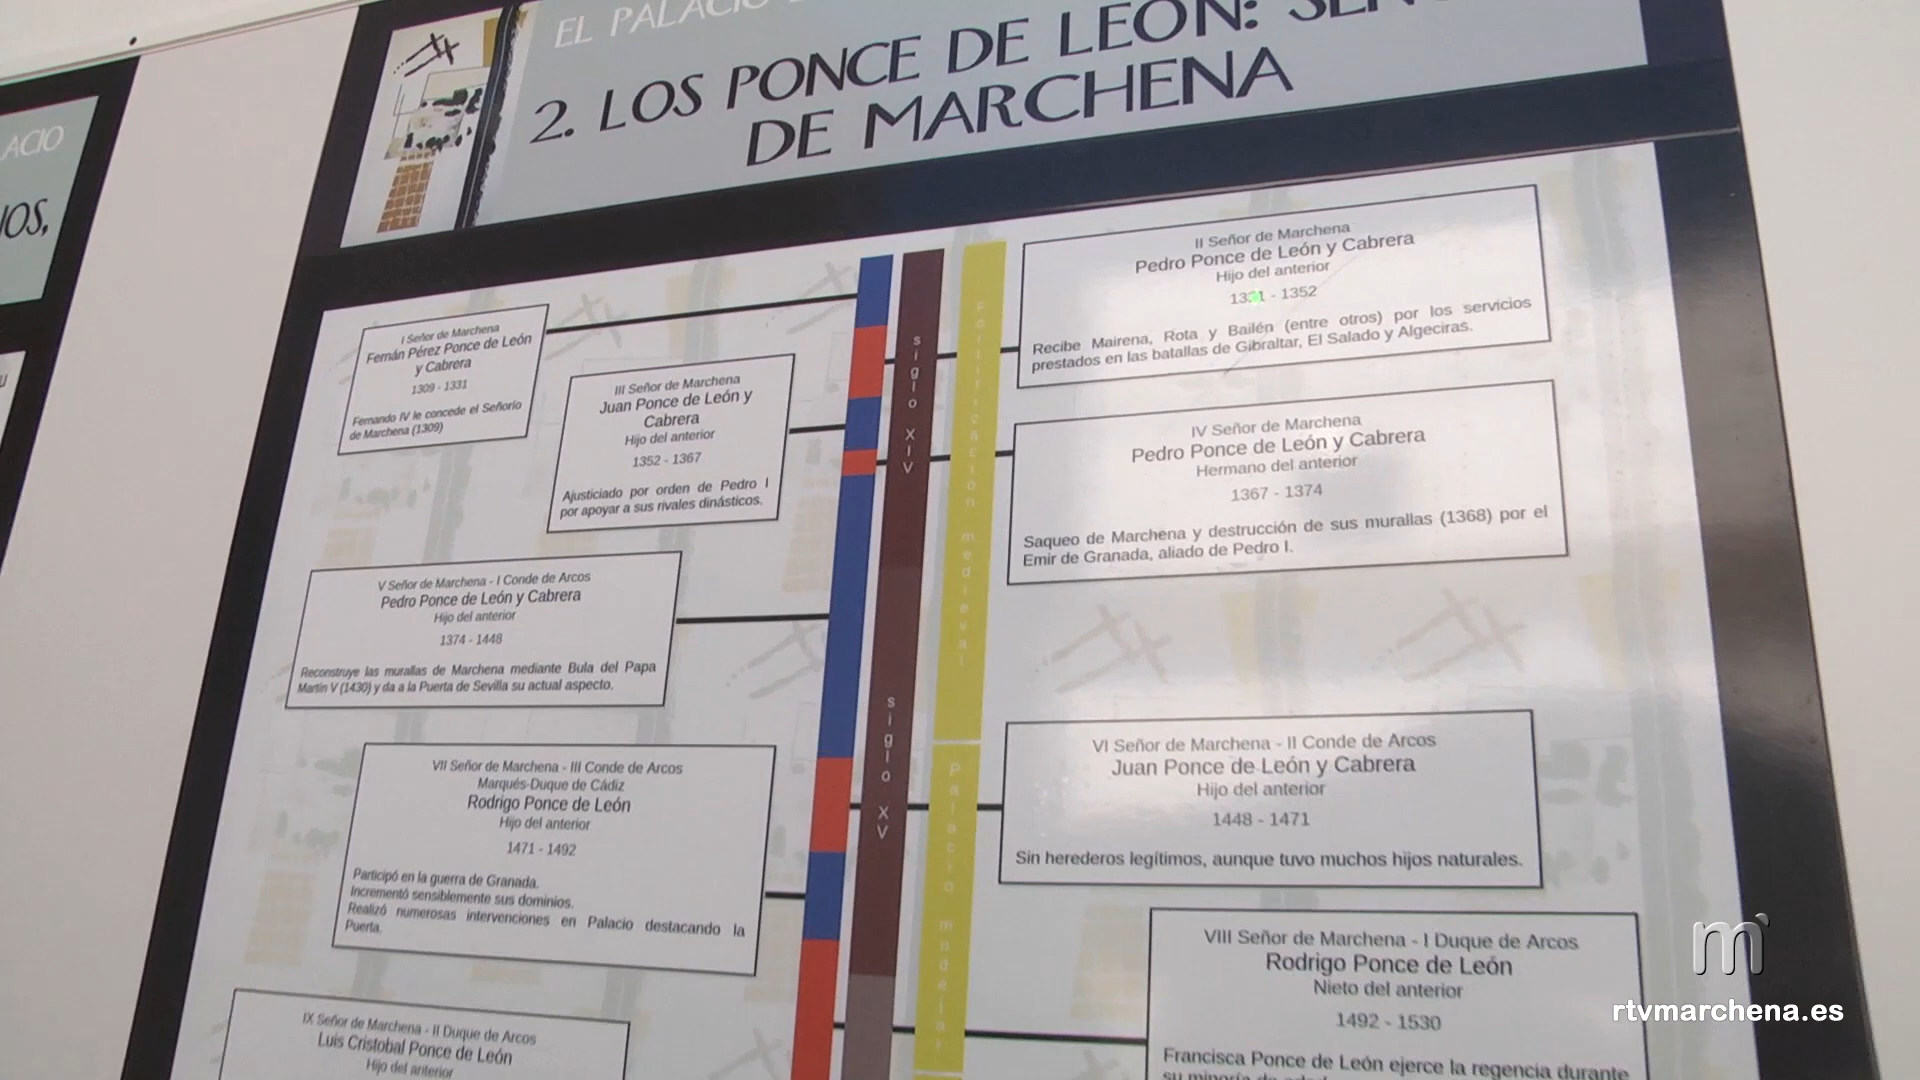 ACIO
IOS,
EL PALACIO
2. LOS PONCE DE LEÓN:
DE MARCHENA
I Señor de Marchena
Fernán Pérez Ponce de León
y Cabrera
1309 - 1331
Fernando IV le concede el Señorío
de Marchena (1309)
II Señor de Marchena
Pedro Ponce de León y Cabrera
Hijo del anterior
1331 - 1352
Recibe Mairena, Rota y Bailén (entre otros) por los servicios
prestados en las batallas de Gibraltar, El Salado y Algeciras.
III Señor de Marchena
Juan Ponce de León y
Cabrera
Hijo del anterior
1352 - 1367
Ajusticiado por orden de Pedro I
por apoyar a sus rivales dinásticos.
IV Señor de Marchena
Pedro Ponce de León y Cabrera
Hermano del anterior
1367 - 1374
Saqueo de Marchena y destrucción de sus murallas (1368) por el
Emir de Granada, aliado de Pedro I.
V Señor de Marchena - I Conde de Arcos
Pedro Ponce de León y Cabrera
Hijo del anterior
1374 - 1448
Reconstruye las murallas de Marchena mediante Bula del Papa
Martín V (1430) y da a la Puerta de Sevilla su actual aspecto.
VI Señor de Marchena - II Conde de Arcos
Juan Ponce de León y Cabrera
Hijo del anterior
1448 - 1471
Sin herederos legítimos, aunque tuvo muchos hijos naturales.
VII Señor de Marchena - III Conde de Arcos
Marqués-Duque de Cádiz
Rodrigo Ponce de León
Hijo del anterior
1471 - 1492
Participó en la guerra de Granada.
Incrementó sensiblemente sus dominios.
Realizó numerosas intervenciones en Palacio destacando la
Puerta.
VIII Señor de Marchena - I Duque de Arcos
Rodrigo Ponce de León
Nieto del anterior
1492 - 1530
Francisca Ponce de León ejerce la regencia durante
su minoría de edad.
IX Señor de Marchena - II Duque de Arcos
Luis Cristobal Ponce de León
Hijo del anterior
siglo XIV
siglo XV
Fortificación medieval
Palacio mudejar
m
rtvmarchena.es